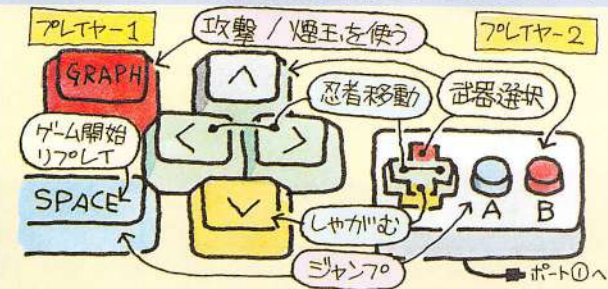 プレイヤー1
攻撃 / 煙玉を使う
プレイヤー2
GRAPH
∧
忍者移動
武器選択
ゲーム開始
リプレイ
<
>
SPACE
∨
しゃがむ
A
B
ジャンプ
ポート①へ